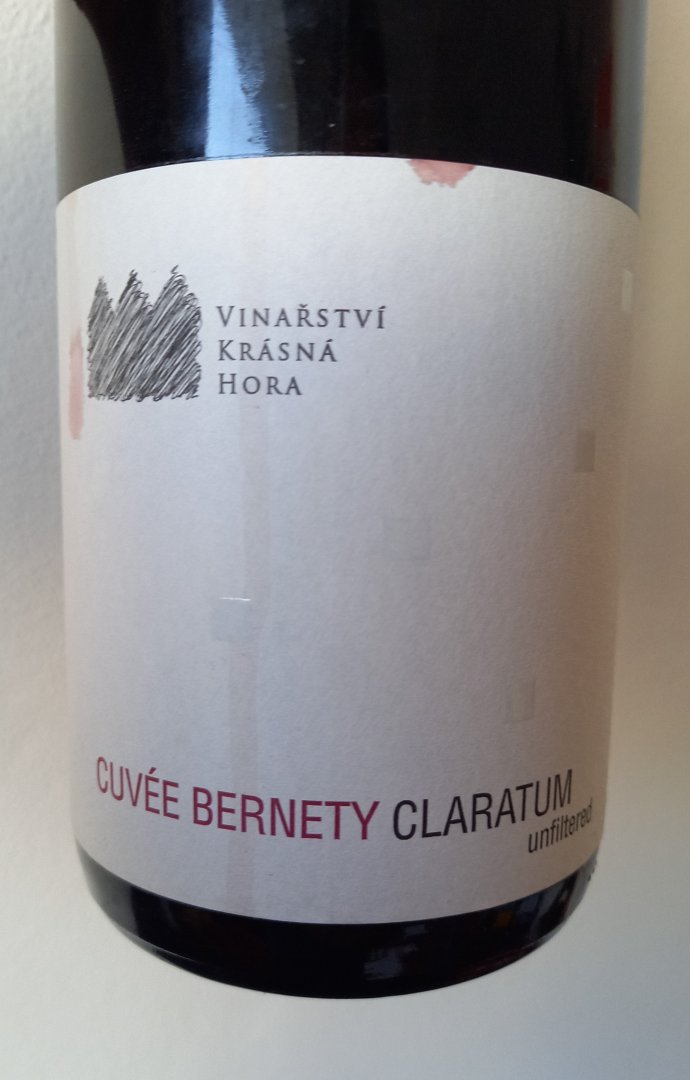 VINAŘSTVÍ
KRÁSNÁ
HORA
CUVÉE BERNETY CLARATUM
unfiltered